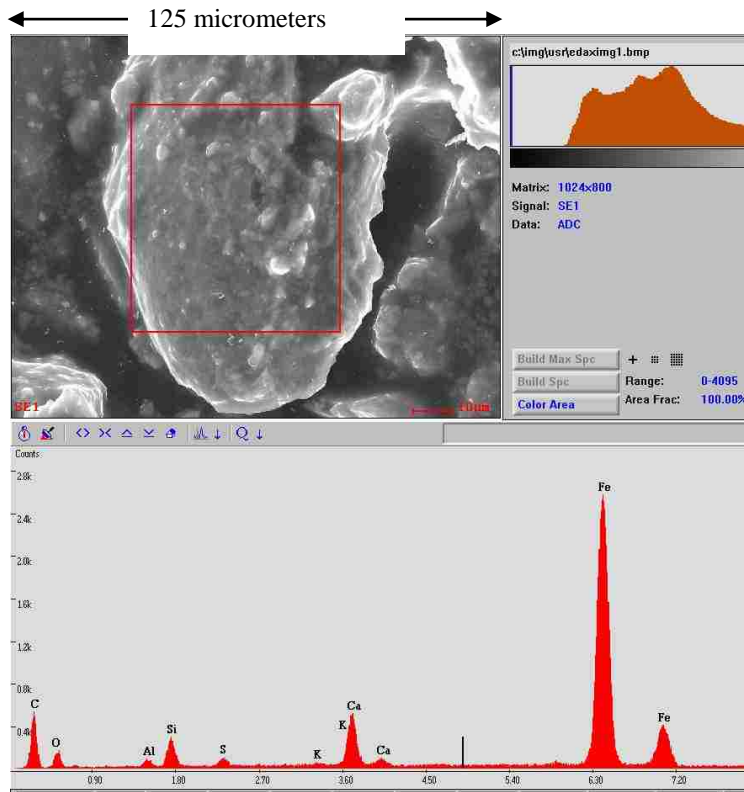 125 micrometers
c:\img\usr\edaximg1.bmp
Matrix: 1024x800
Signal: SE1
Data: ADC
Build Max Spc
Build Spc
Range: 0-4095
Color Area
Area Frac: 100.00%
SE1
10µm
Q
Counts
2.8k
2.4k
2.0k
1.6k
1.2k
0.8k
0.4k
C
O
Al
Si
S
K
K
Ca
Ca
Fe
Fe
0.90 1.80 2.70 3.60 4.50 5.40 6.30 7.20